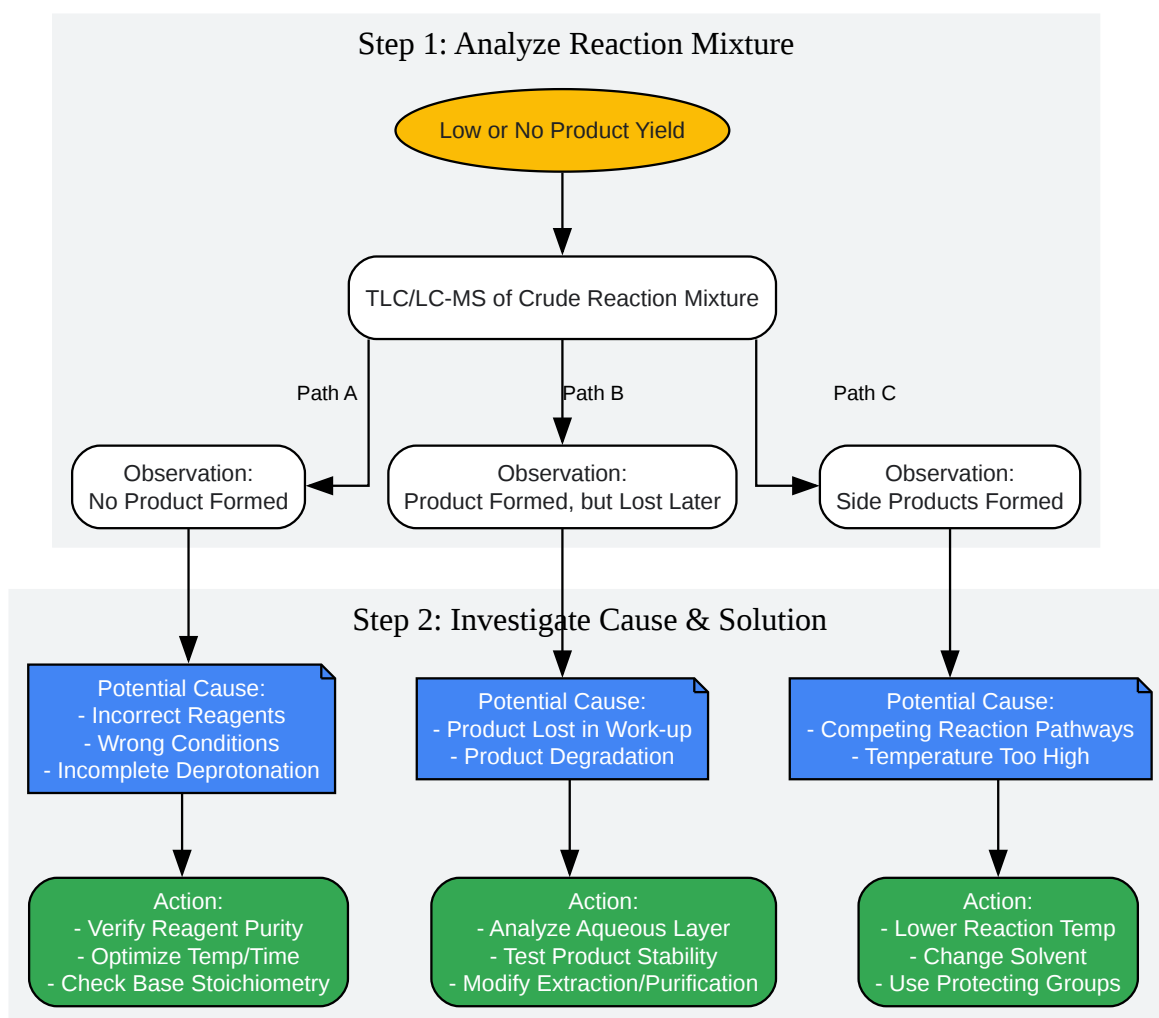 Step 1: Analyze Reaction Mixture
Low or No Product Yield
TLC/LC-MS of Crude Reaction Mixture
Path A
Path B
Path C
Observation:
No Product Formed
Observation:
Product Formed, but Lost Later
Observation:
Side Products Formed
Step 2: Investigate Cause & Solution
Potential Cause:
- Incorrect Reagents
- Wrong Conditions
- Incomplete Deprotonation
Potential Cause:
- Product Lost in Work-up
- Product Degradation
Potential Cause:
- Competing Reaction Pathways
- Temperature Too High
Action:
- Verify Reagent Purity
- Optimize Temp/Time
- Check Base Stoichiometry
Action:
- Analyze Aqueous Layer
- Test Product Stability
- Modify Extraction/Purification
Action:
- Lower Reaction Temp
- Change Solvent
- Use Protecting Groups